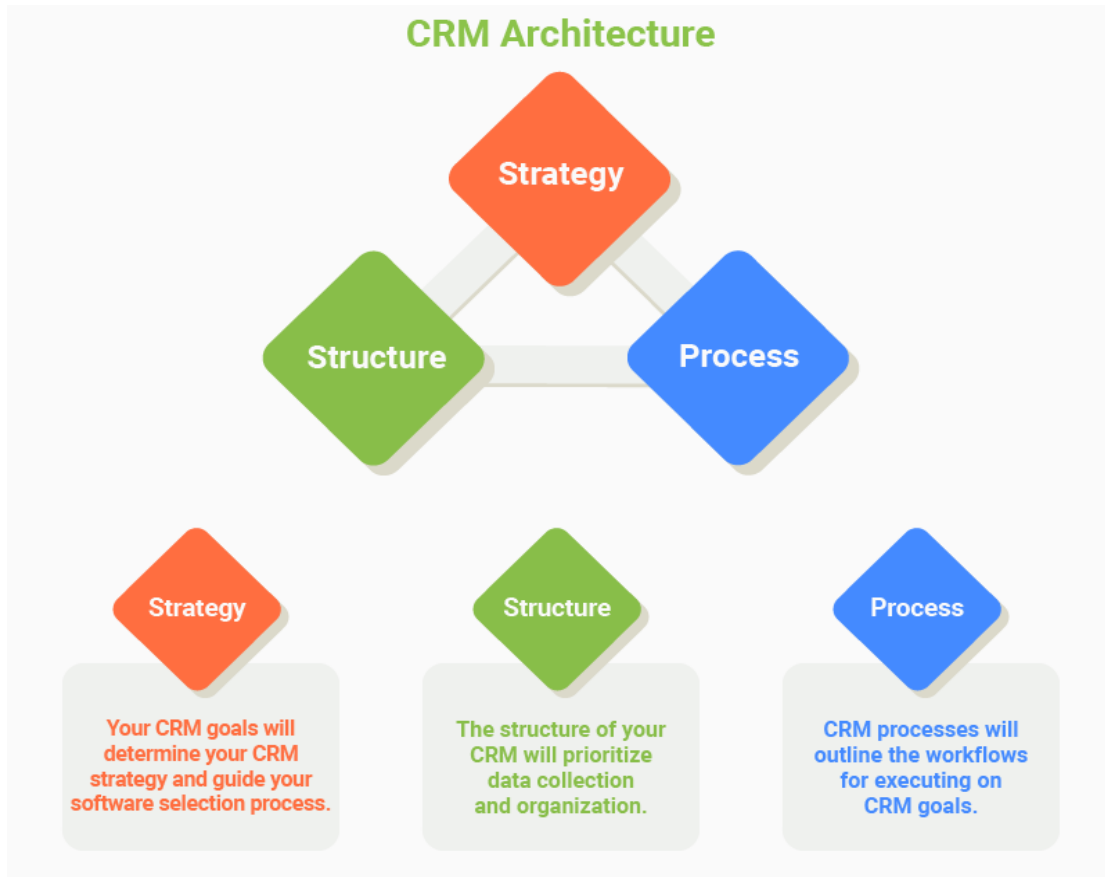 CRM Architecture
Strategy
Structure
Process
Strategy
Your CRM goals will
determine your CRM
strategy and guide your
software selection process.
Structure
The structure of your
CRM will prioritize
data collection
and organization.
Process
CRM processes will
outline the workflows
for executing on
CRM goals.